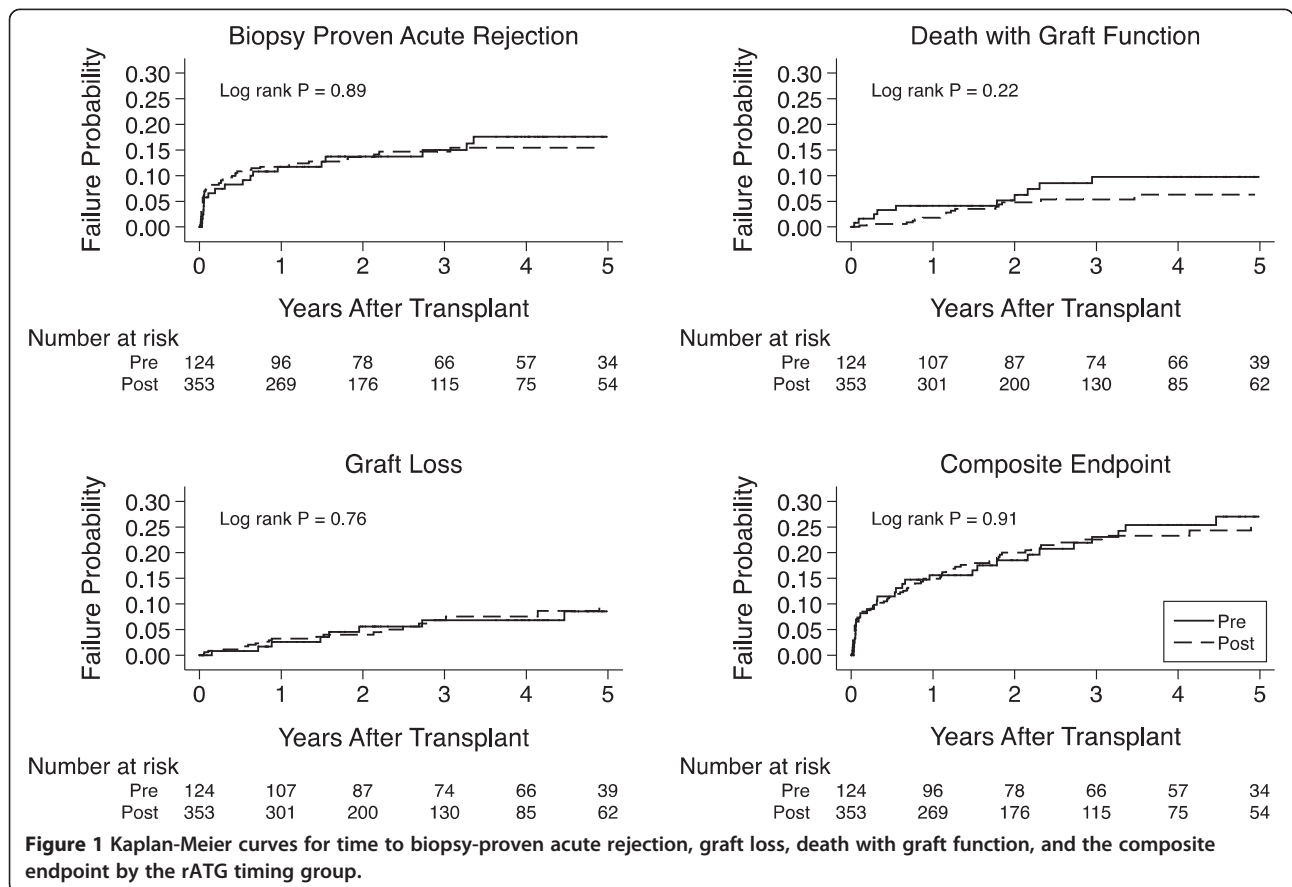 Biopsy Proven Acute Rejection
Failure Probability
0.30
0.25
0.20
0.15
0.10
0.05
0.00
Log rank P = 0.89
0 1 2 3 4 5
Years After Transplant
Number at risk
Pre 124 96 78 66 57 34
Post 353 269 176 115 75 54
Death with Graft Function
Failure Probability
0.30
0.25
0.20
0.15
0.10
0.05
0.00
Log rank P = 0.22
0 1 2 3 4 5
Years After Transplant
Number at risk
Pre 124 107 87 74 66 39
Post 353 301 200 130 85 62
Graft Loss
Failure Probability
0.30
0.25
0.20
0.15
0.10
0.05
0.00
Log rank P = 0.76
0 1 2 3 4 5
Years After Transplant
Number at risk
Pre 124 107 87 74 66 39
Post 353 301 200 130 85 62
Composite Endpoint
Failure Probability
0.30
0.25
0.20
0.15
0.10
0.05
0.00
Log rank P = 0.91
Pre
Post
0 1 2 3 4 5
Years After Transplant
Number at risk
Pre 124 96 78 66 57 34
Post 353 269 176 115 75 54
Figure 1 Kaplan-Meier curves for time to biopsy-proven acute rejection, graft loss, death with graft function, and the composite
endpoint by the rATG timing group.